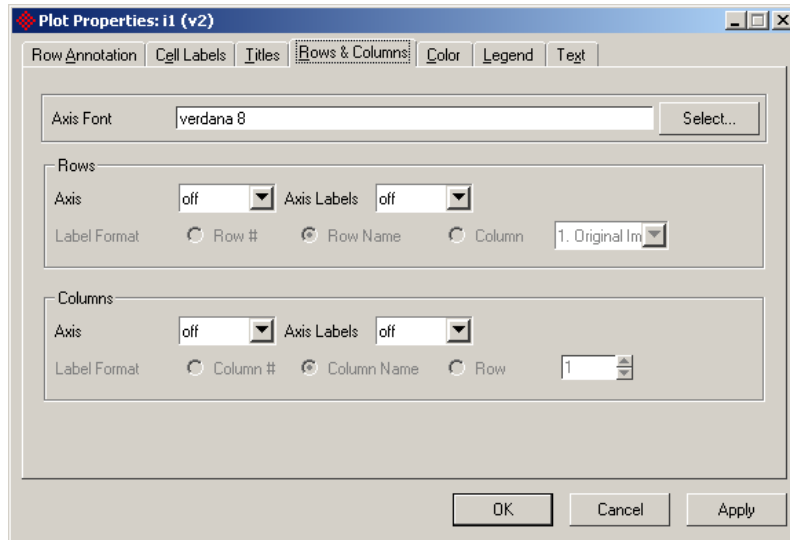 Plot Properties: i1 (v2)
Row Annotation Cell Labels Titles Rows & Columns Color Legend Text
Axis Font verdana 8 Select...
Rows
Axis off Axis Labels off
Label Format Row # Row Name Column 1. Original Im
Columns
Axis off Axis Labels off
Label Format Column # Column Name Row 1
OK Cancel Apply